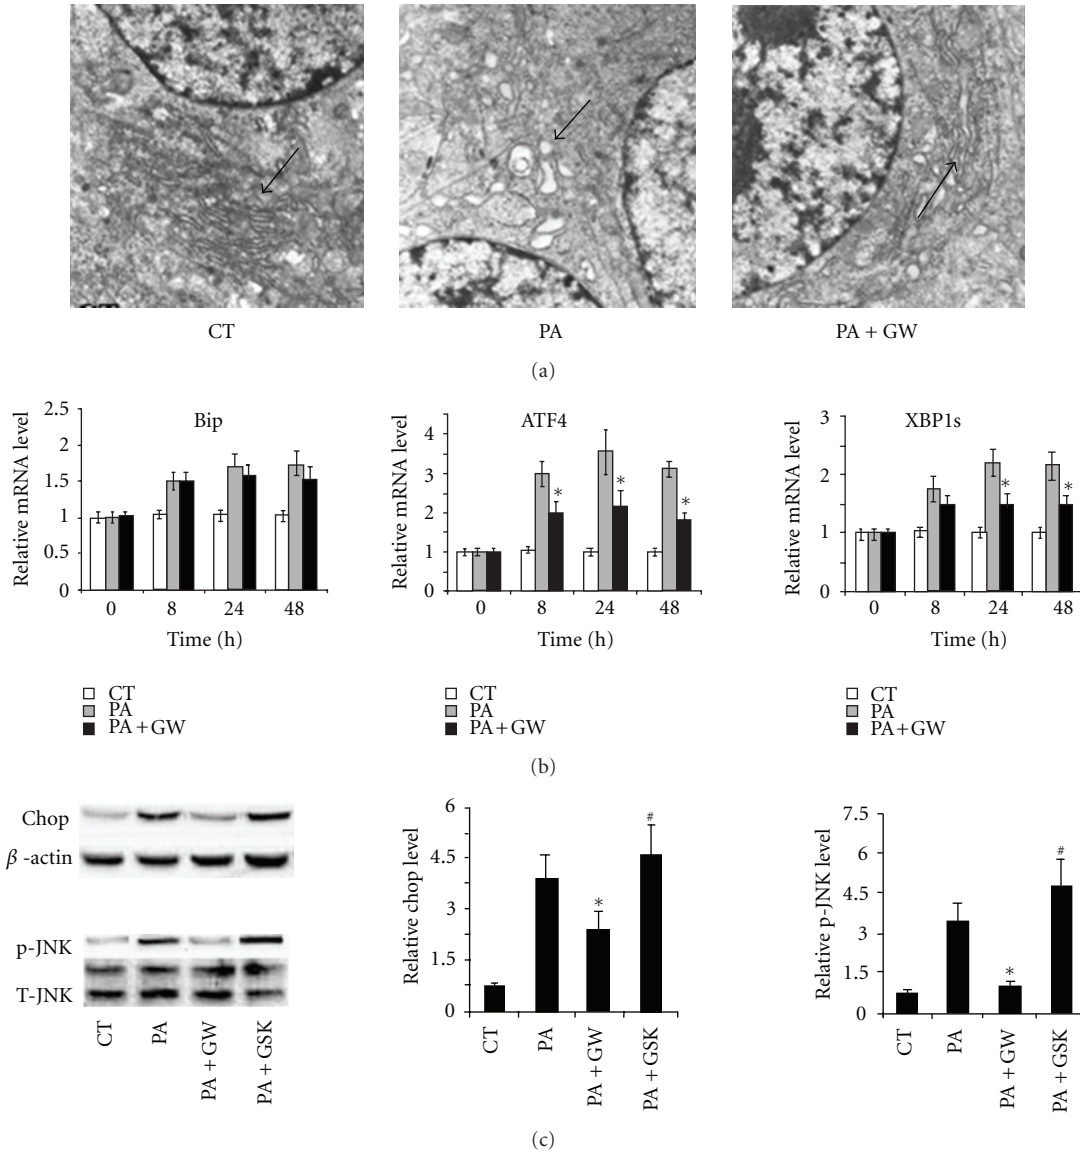 CT
CT PA PA + GW
(a)
Bip
Relative mRNA level
2.5
2
1.5
1
0.5
0
0 8 24 48
Time (h)
CT
PA
PA+GW
ATF4
Relative mRNA level
4
3
2
1
0
*
*
*
0 8 24 48
Time (h)
CT
PA
PA+GW
XBP1s
Relative mRNA level
3
2
1
0
*
*
0 8 24 48
Time (h)
CT
PA
PA+GW
(b)
Chop
β -actin
p-JNK
T-JNK
CT
PA
PA + GW
PA + GSK
Relative chop level
6
4.5
3
1.5
0
*
#
CT
PA
PA + GW
PA + GSK
Relative p-JNK level
7.5
6
4.5
3
1.5
0
*
#
CT
PA
PA + GW
PA + GSK
(c)